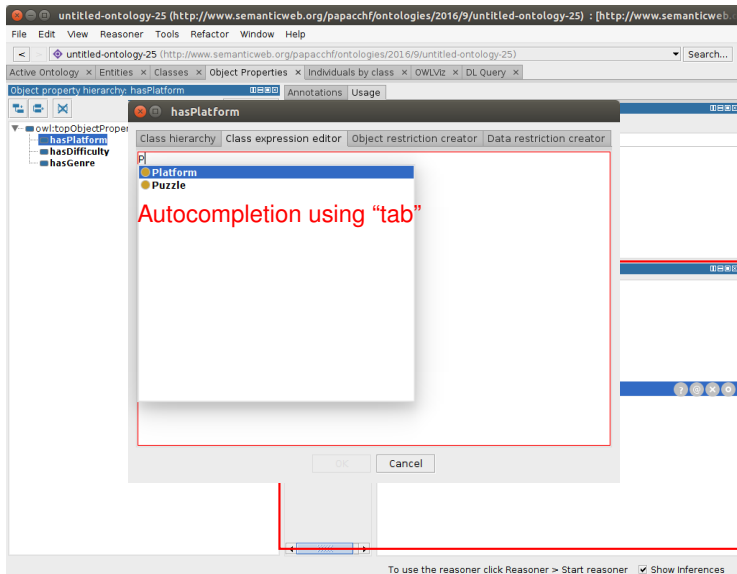 untitled-ontology-25 (http://www.semanticweb.org/papacchf/ontologies/2016/9/untitled-ontology-25) : [http://www.semanticweb.
File Edit View Reasoner Tools Refactor Window Help
< > untitled-ontology-25 (http://www.semanticweb.org/papacchf/ontologies/2016/9/untitled-ontology-25) Search...
Active Ontology × Entities × Classes × Object Properties × Individuals by class × OWLViz × DL Query ×
Object property hierarchy: hasPlatform
Annotations Usage
owl:topObjectProper
hasPlatform
hasDifficulty
hasGenre
hasPlatform
Class hierarchy Class expression editor Object restriction creator Data restriction creator
P
Platform
Puzzle
Autocompletion using “tab”
OK Cancel
To use the reasoner click Reasoner > Start reasoner Show Inferences